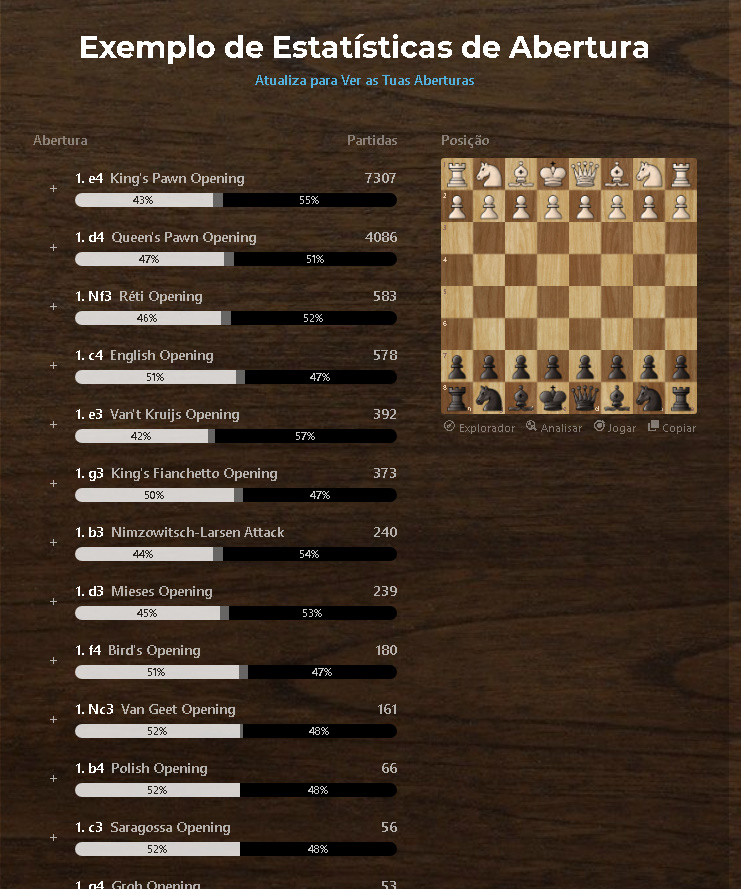 Exemplo de Estatísticas de Abertura
Atualiza para Ver as Tuas Aberturas
Abertura Partidas
1. e4 King's Pawn Opening 7307
43% 55%
1. d4 Queen's Pawn Opening 4086
47% 51%
1. Nf3 Réti Opening 583
46% 52%
1. c4 English Opening 578
51% 47%
1. e3 Van't Kruijs Opening 392
42% 57%
1. g3 King's Fianchetto Opening 373
50% 47%
1. b3 Nimzowitsch-Larsen Attack 240
44% 54%
1. d3 Mieses Opening 239
45% 53%
1. f4 Bird's Opening 180
51% 47%
1. Nc3 Van Geet Opening 161
52% 48%
1. b4 Polish Opening 66
52% 48%
1. c3 Saragossa Opening 56
52% 48%
1. g4 Grob Opening 53
Posição
2
3
4
5
6
7
8
Explorador Analisar Jogar Copiar